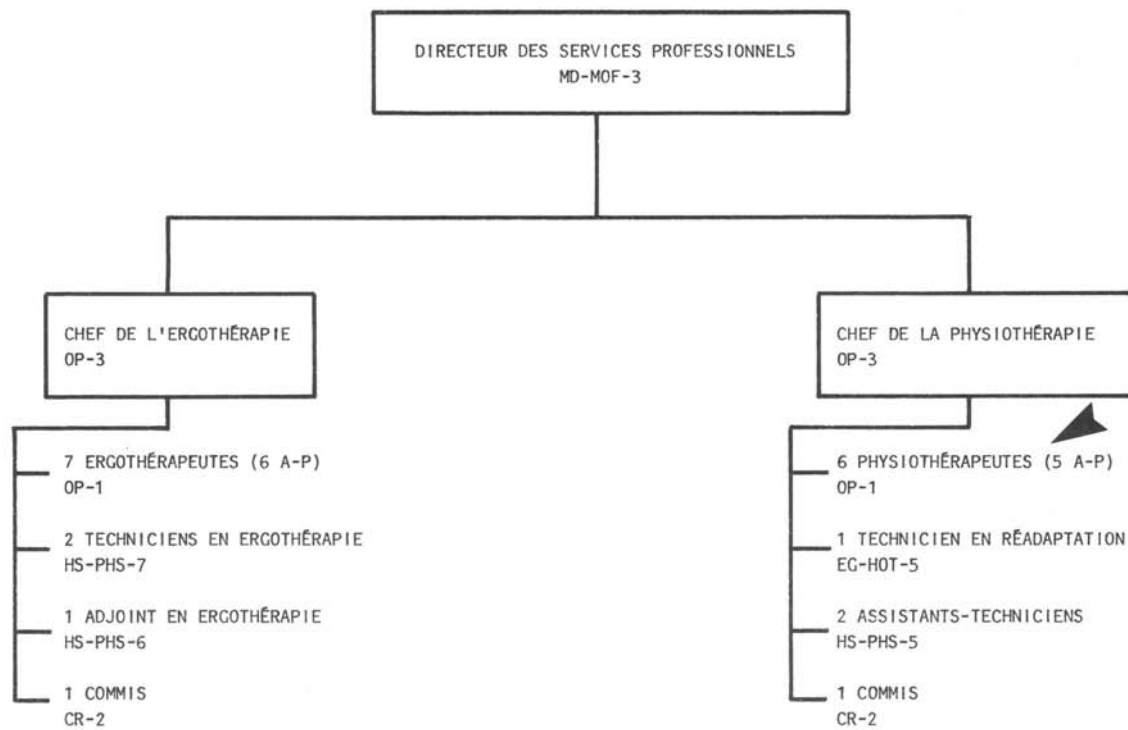 DIRECTEUR DES SERVICES PROFESSIONNELS
MD-MOF-3
CHEF DE L'ERGOTHÉRAPIE
OP-3
7 ERGOTHÉRAPEUTES (6 A-P)
OP-1
2 TECHNICIENS EN ERGOTHÉRAPIE
HS-PHS-7
1 ADJOINT EN ERGOTHÉRAPIE
HS-PHS-6
1 COMMIS
CR-2
CHEF DE LA PHYSIOTHÉRAPIE
OP-3
6 PHYSIOTHÉRAPEUTES (5 A-P)
OP-1
1 TECHNICIEN EN RÉADAPTATION
EG-HOT-5
2 ASSISTANTS-TECHNICIENS
HS-PHS-5
1 COMMIS
CR-2